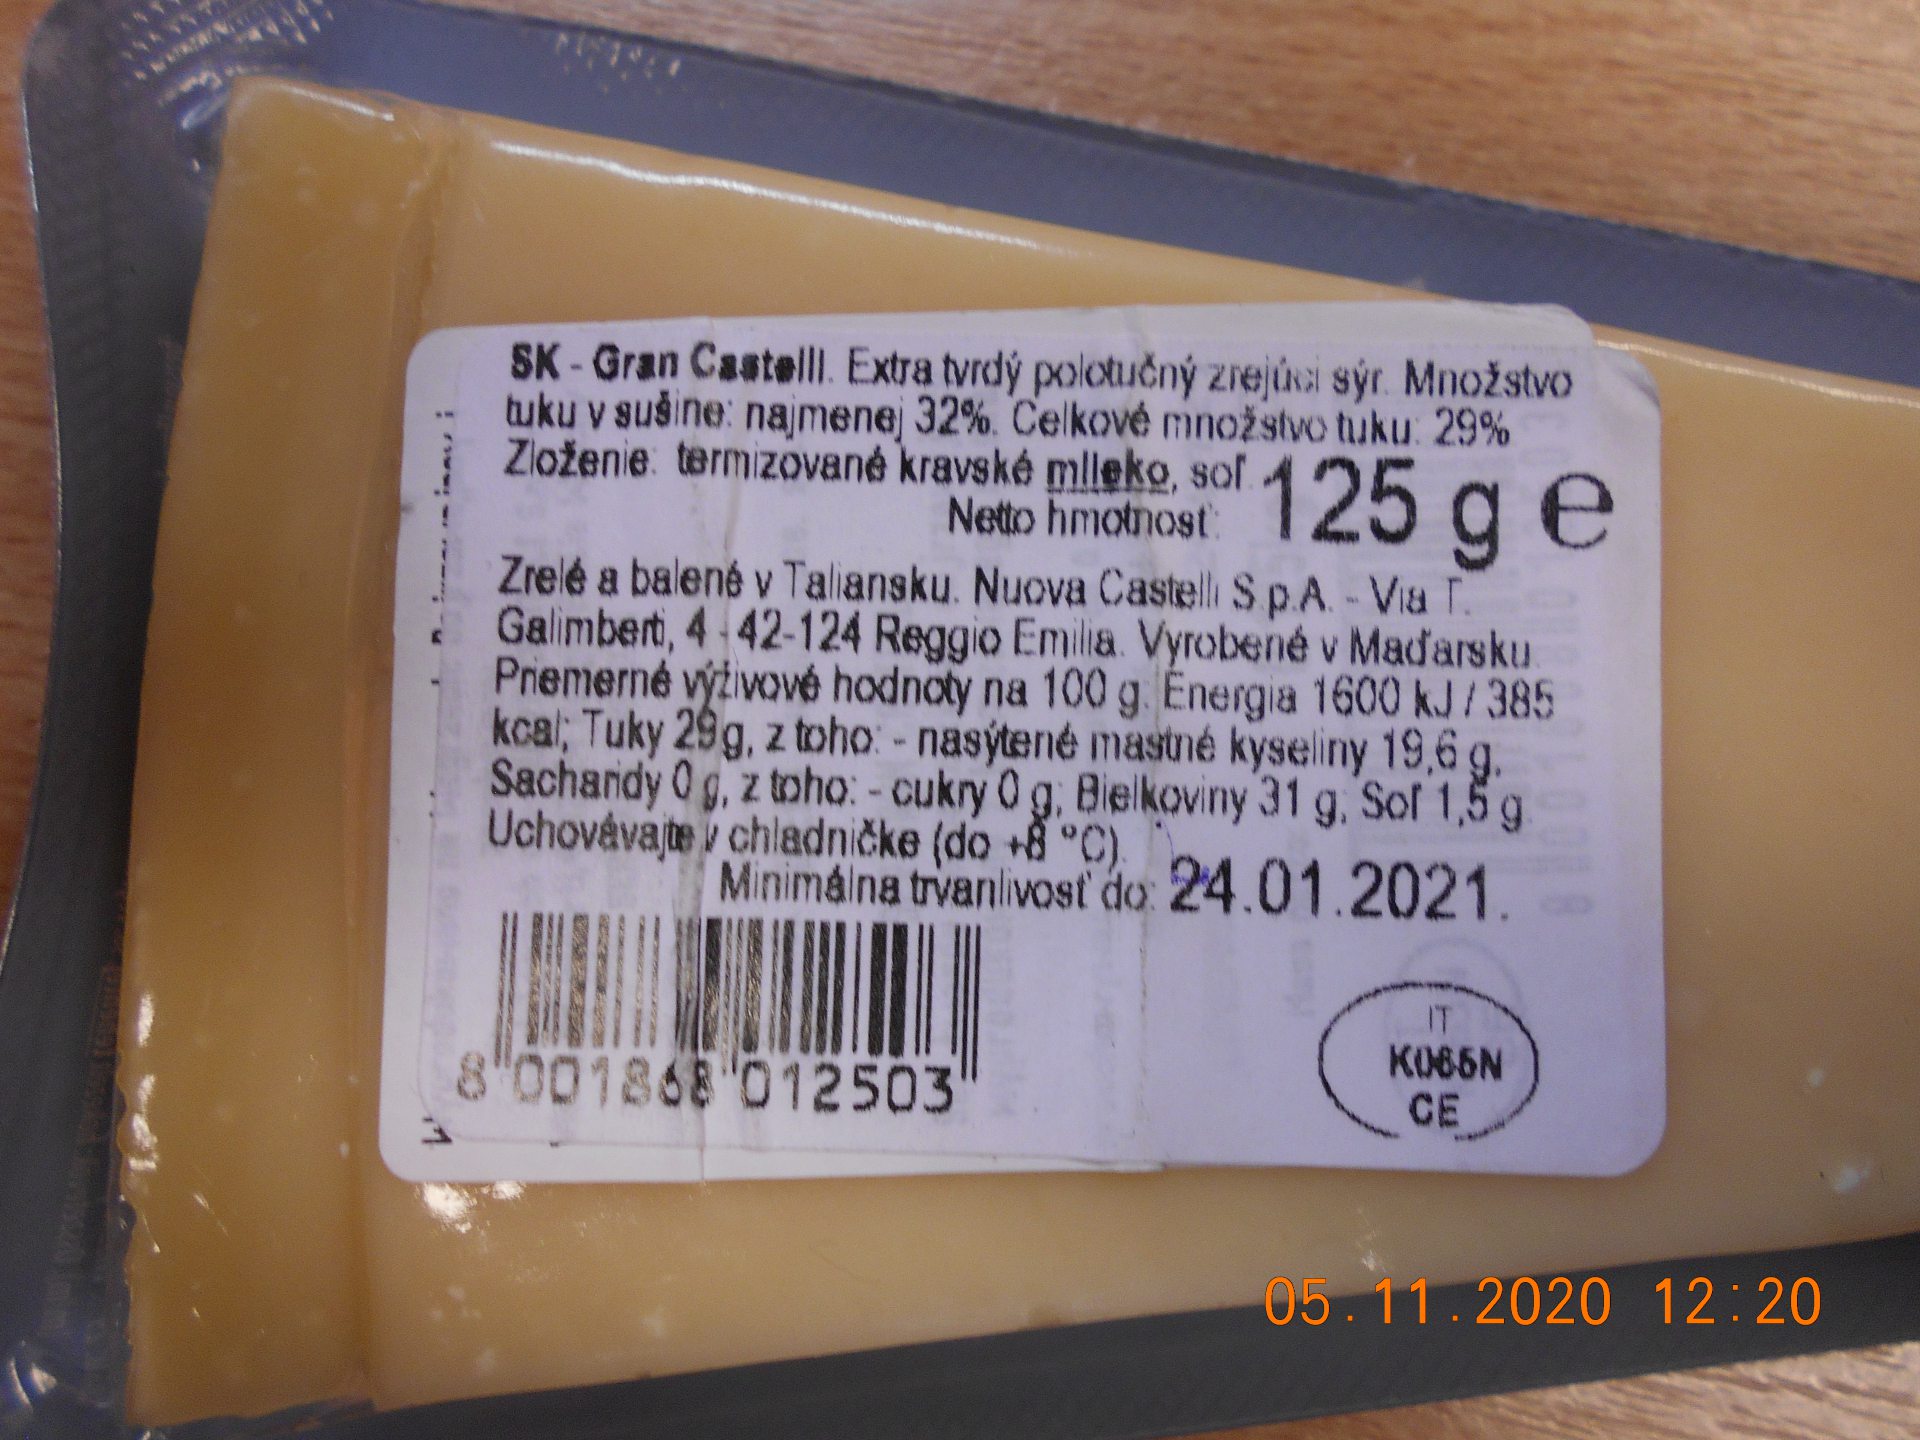 SK - Gran Castelli. Extra tvrdý polotučný zrejúci sýr. Množstvo
tuku v sušine: najmenej 32%. Celkové množstvo tuku: 29%
Zloženie: termizované kravské mlieko, soľ.
Netto hmotnosť: 125 g e
Zrelé a balené v Taliansku. Nuova Castelli S.p.A. - Via T.
Galimberti, 4 - 42-124 Reggio Emilia. Vyrobené v Maďarsku.
Priemerné výživové hodnoty na 100 g: Energia 1600 kJ / 385
kcal; Tuky 29g, z toho: - nasýtené mastné kyseliny 19,6 g,
Sacharidy 0 g, z toho: - cukry 0 g; Bielkoviny 31 g; Soľ 1,5 g.
Uchovávajte v chladničke (do +8 °C).
Minimálna trvanlivosť do: 24.01.2021.
8 001868 012503
IT
K065N
CE
05.11.2020 12:20